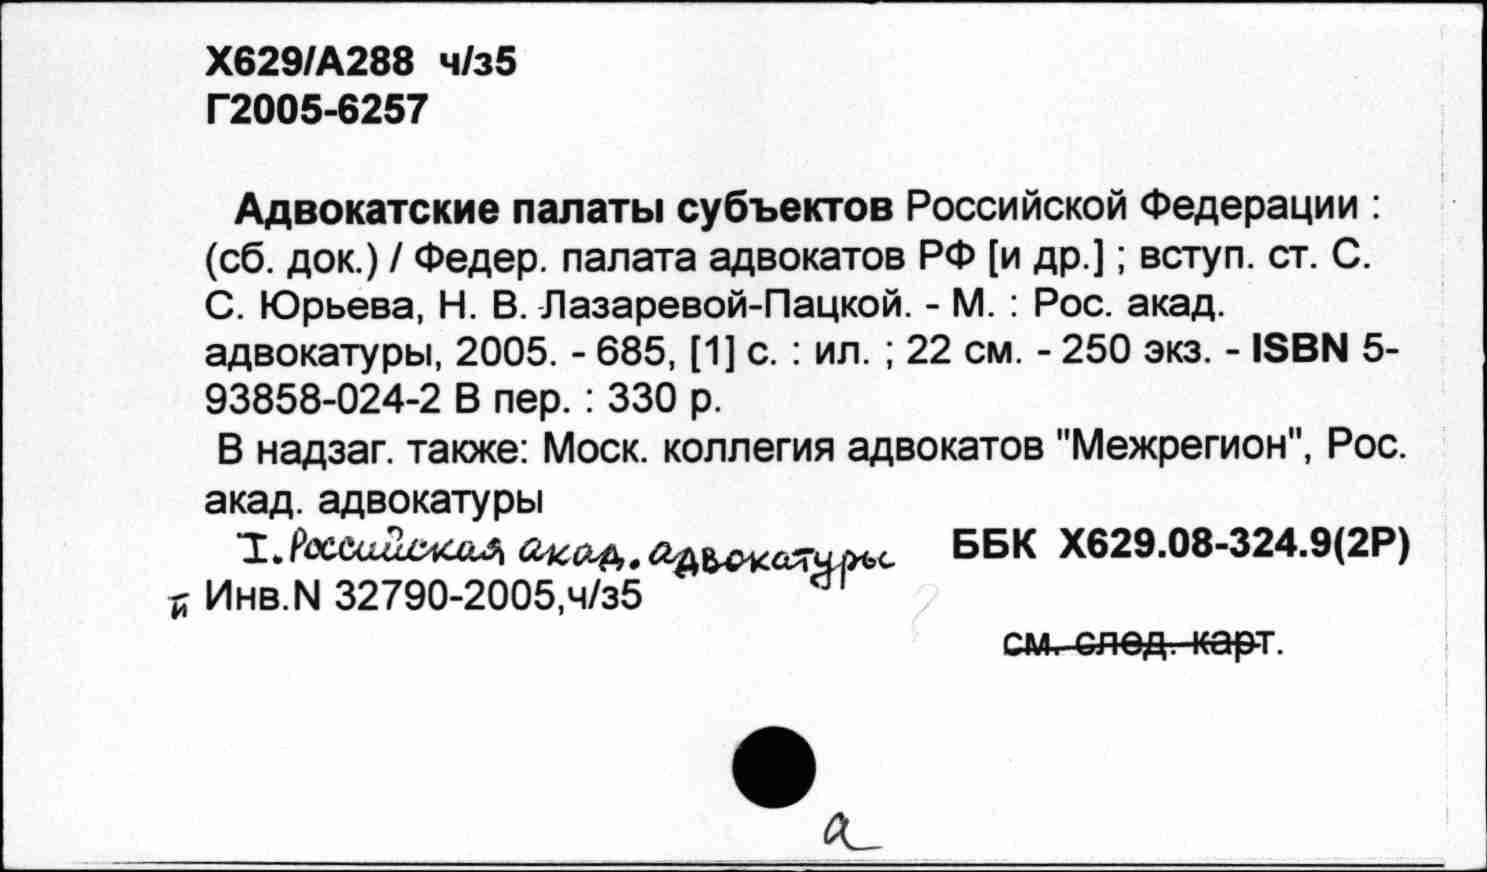 Х629/А288 ч/з5
Г2005-6257
Адвокатские палаты субъектов Российской Федерации :
(сб. док.) / Федер. палата адвокатов РФ [и др.] ; вступ. ст. С.
С. Юрьева, Н. В. Лазаревой-Пацкой. - М. : Рос. акад.
адвокатуры, 2005. - 685, [1] с. : ил. ; 22 см. - 250 экз. - ISBN 5-
93858-024-2 В пер. : 330 р.
В надзаг. также: Моск. коллегия адвокатов "Межрегион", Рос.
акад. адвокатуры
I. Российская акад. адвокатуры ББК Х629.08-324.9(2Р)
Инв.N 32790-2005,ч/з5
?
см. след. карт.
а